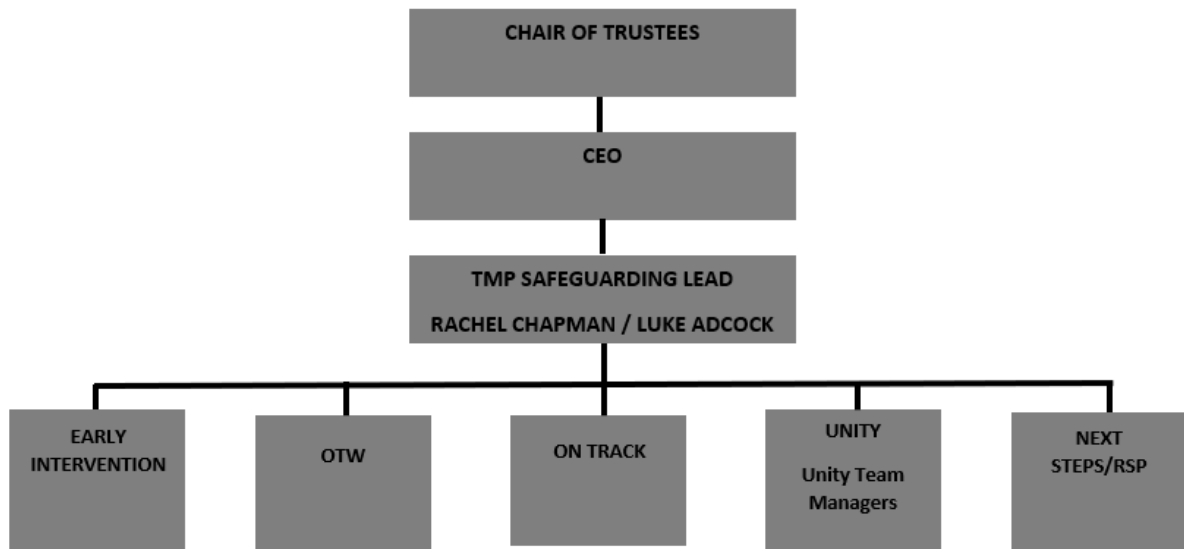 CHAIR OF TRUSTEES
CEO
TMP SAFEGUARDING LEAD
RACHEL CHAPMAN / LUKE ADCOCK
EARLY
INTERVENTION
OTW
ON TRACK
UNITY
Unity Team
Managers
NEXT
STEPS/RSP